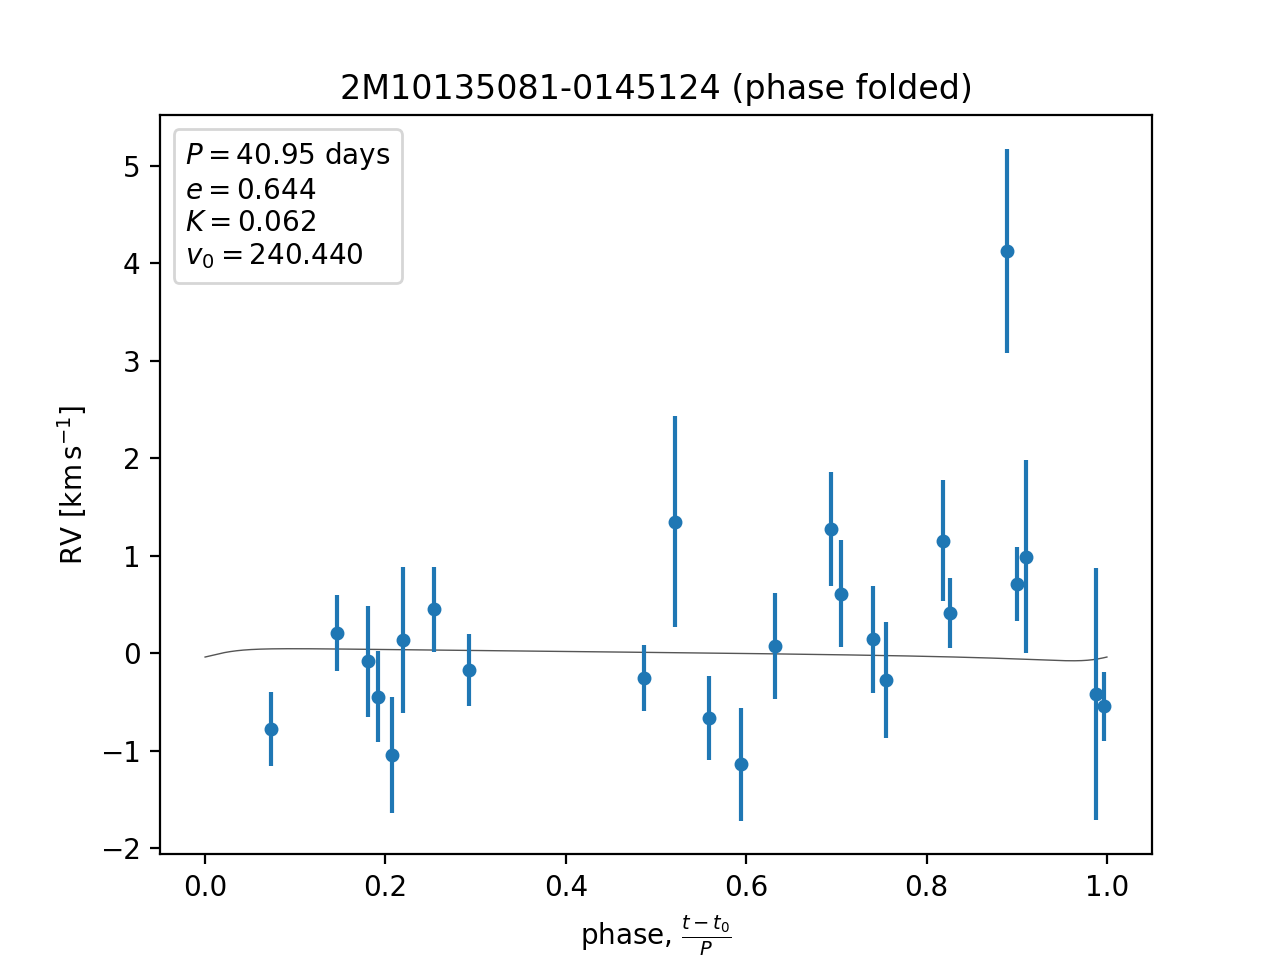 2M10135081-0145124 (phase folded)
P = 40.95 days
e = 0.644
K = 0.062
v₀ = 240.440
5
4
3
2
1
0
−1
−2
RV [km s⁻¹]
0.0 0.2 0.4 0.6 0.8 1.0
phase, (t − t₀)/P